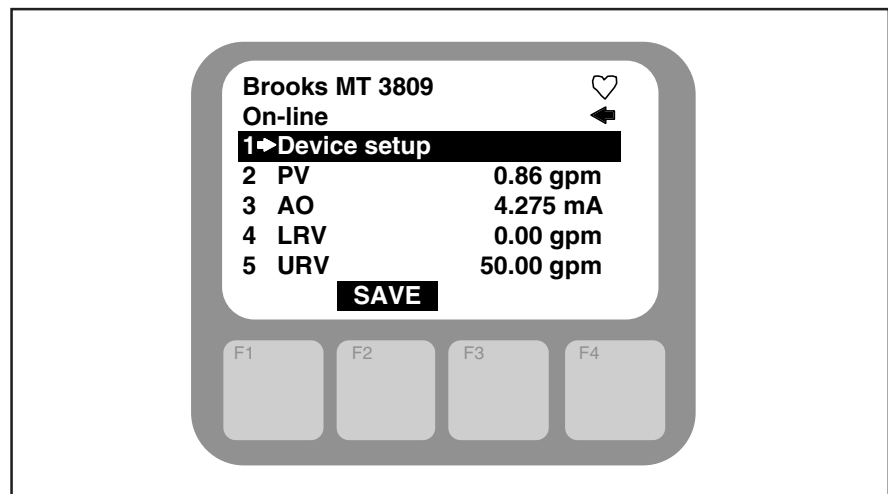 Brooks MT 3809
On-line
1 Device setup
2 PV 0.86 gpm
3 AO 4.275 mA
4 LRV 0.00 gpm
5 URV 50.00 gpm
SAVE
F1 F2 F3 F4